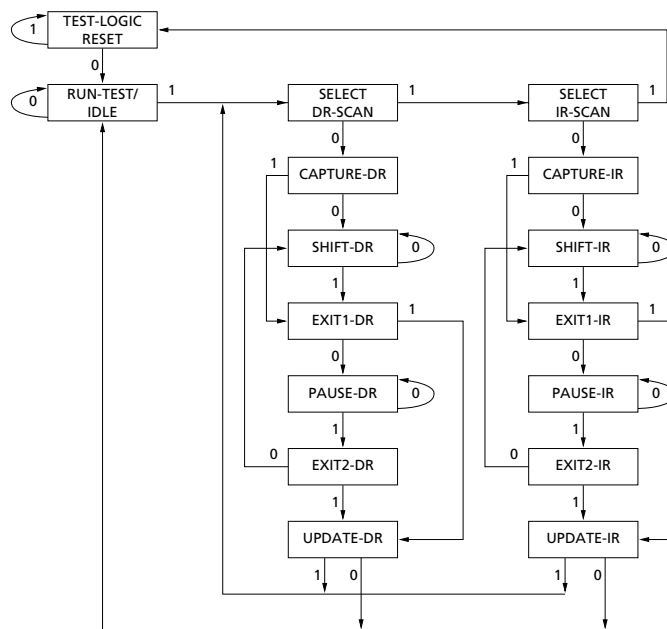 TEST-LOGIC
RESET
1
0
RUN-TEST/
IDLE
0
1
SELECT
DR-SCAN
1
SELECT
IR-SCAN
1
0
0
1
CAPTURE-DR
1
CAPTURE-IR
0
0
SHIFT-DR
0
SHIFT-IR
0
1
1
EXIT1-DR
1
EXIT1-IR
1
0
0
PAUSE-DR
0
PAUSE-IR
0
1
1
0
EXIT2-DR
0
EXIT2-IR
1
1
UPDATE-DR
UPDATE-IR
1
0
1
0